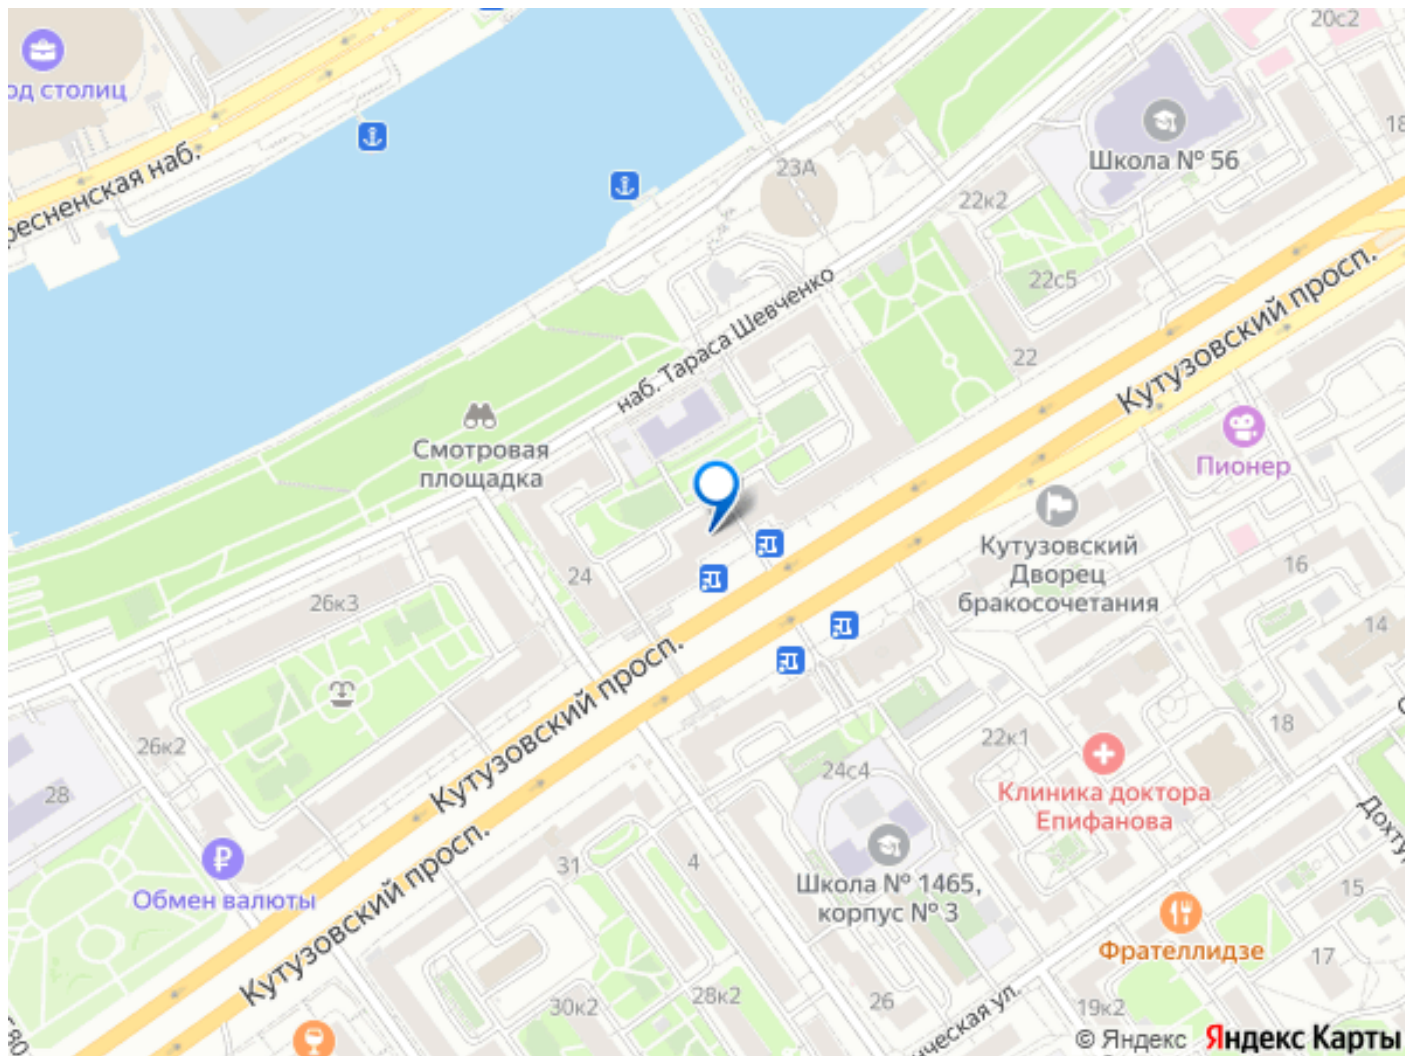 20с2
од столиц
18
Школа № 56
ресненская наб.
23А
22к2
22с5
Кутузовский просп.
наб. Тараса Шевченко
22
Смотровая
площадка
Пионер
Кутузовский
Дворец
бракосочетания
16
24
26к3
14
Кутузовский просп.
18
26к2
22к1
24с4
28
Клиника доктора
Епифанова
Дохту
Обмен валюты
Кутузовский просп.
31
4
Школа № 1465,
корпус № 3
15
Фрателлидзе
17
30к2
28к2
26
ическая ул.
19к2
© Яндекс Яндекс Карты